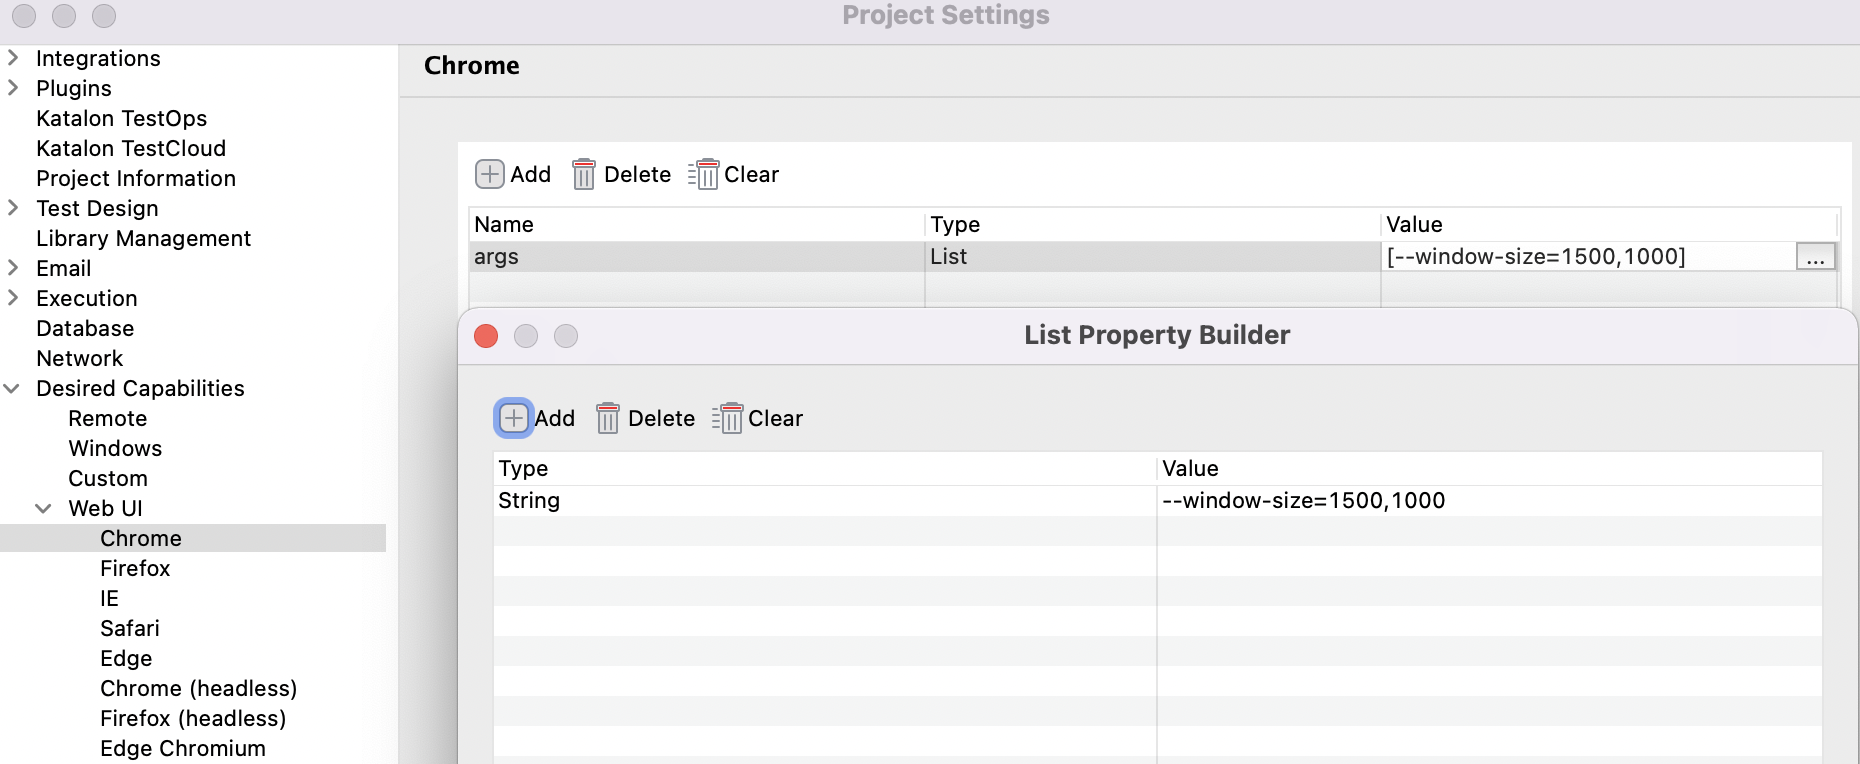 Project Settings
Integrations
Plugins
Katalon TestOps
Katalon TestCloud
Project Information
Test Design
Library Management
Email
Execution
Database
Network
Desired Capabilities
Remote
Windows
Custom
Web UI
Chrome
Firefox
IE
Safari
Edge
Chrome (headless)
Firefox (headless)
Edge Chromium
Chrome
Add Delete Clear
Name Type Value
args List [--window-size=1500,1000] ...
List Property Builder
Add Delete Clear
Type Value
String --window-size=1500,1000